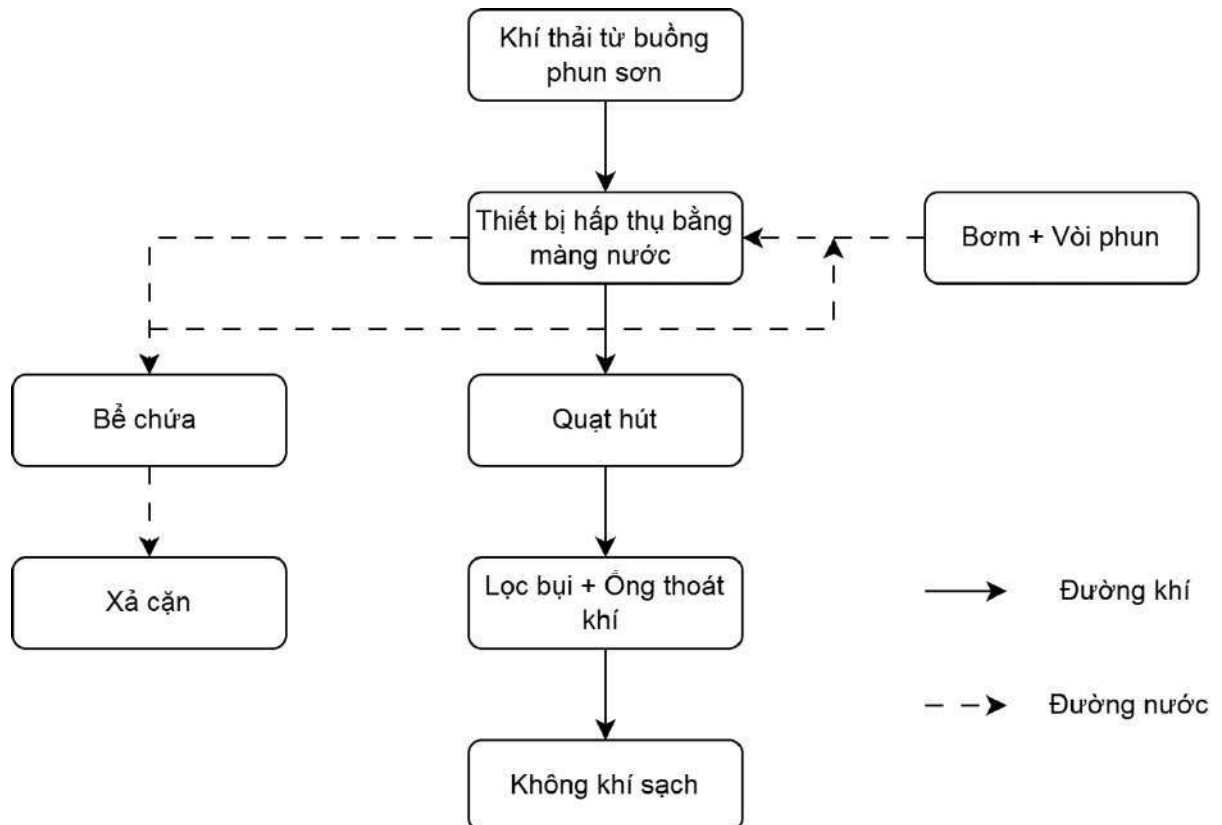 Khí thải từ buồng
phun sơn
Thiết bị hấp thụ bằng
màng nước
Bơm + Vòi phun
Bể chứa
Quạt hút
Xả cặn
Lọc bụi + Ống thoát
khí
Đường khí
Đường nước
Không khí sạch